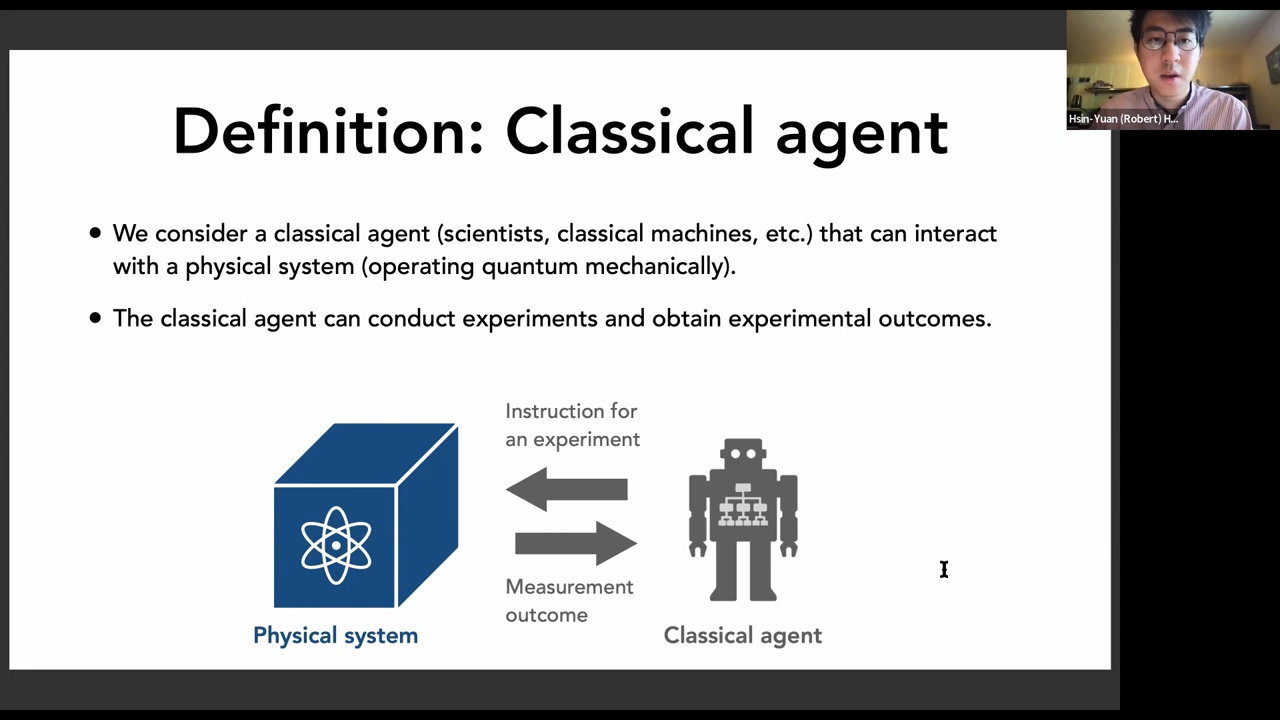 Hsin-Yuan (Robert) H...
Definition: Classical agent
• We consider a classical agent (scientists, classical machines, etc.) that can interact
with a physical system (operating quantum mechanically).
• The classical agent can conduct experiments and obtain experimental outcomes.
Instruction for
an experiment
Measurement
outcome
Physical system
Classical agent